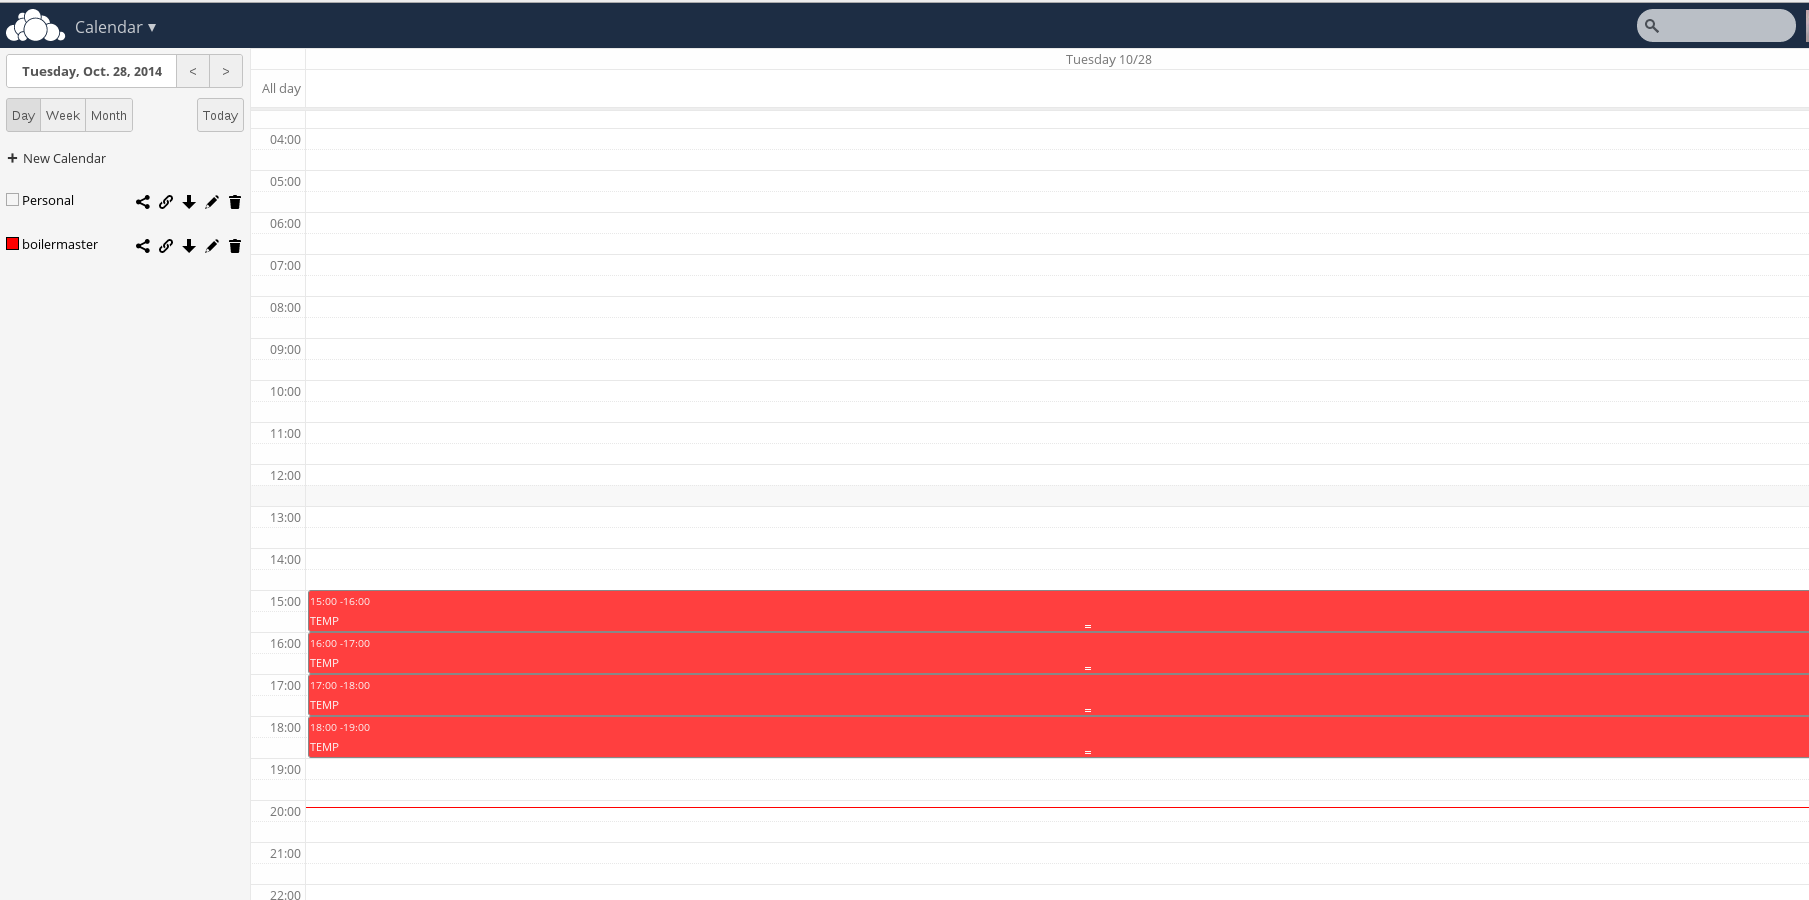 Calendar ▾
Tuesday, Oct. 28, 2014 < >
Day Week Month Today
+ New Calendar
Personal
boilermaster
Tuesday 10/28
All day
04:00
05:00
06:00
07:00
08:00
09:00
10:00
11:00
12:00
13:00
14:00
15:00
15:00 -16:00
TEMP
16:00
16:00 -17:00
TEMP
17:00
17:00 -18:00
TEMP
18:00
18:00 -19:00
TEMP
19:00
20:00
21:00
22:00